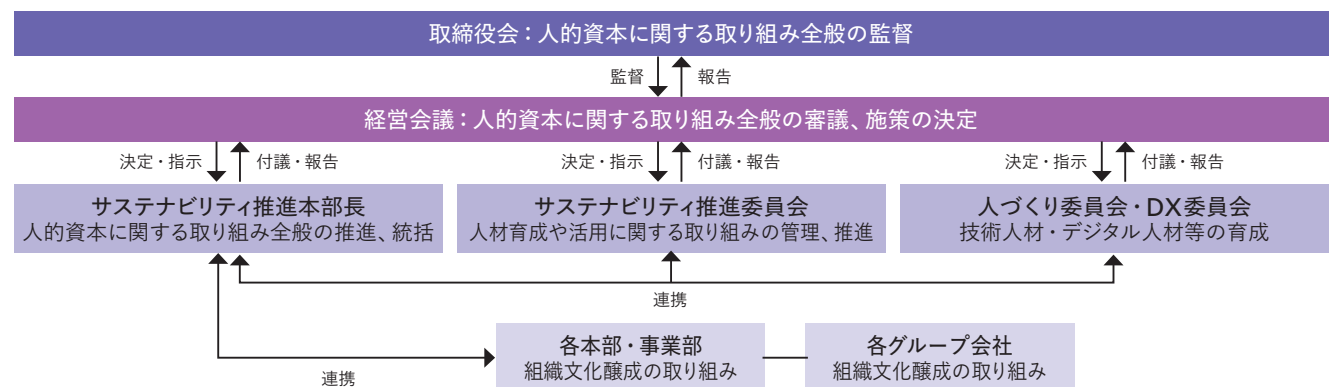 取締役会：人的資本に関する取り組み全般の監督
監督
報告
経営会議：人的資本に関する取り組み全般の審議、施策の決定
決定・指示
付議・報告
決定・指示
付議・報告
決定・指示
付議・報告
サステナビリティ推進本部長
人的資本に関する取り組み全般の推進、統括
サステナビリティ推進委員会
人材育成や活用に関する取り組みの管理、推進
人づくり委員会・DX委員会
技術人材・デジタル人材等の育成
連携
各本部・事業部
組織文化醸成の取り組み
各グループ会社
組織文化醸成の取り組み
連携